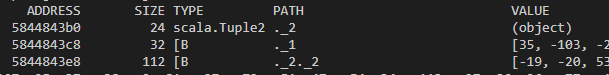 ADDRESS SIZE TYPE PATH VALUE
5844843b0 24 scala.Tuple2 ._2 (object)
5844843c8 32 [B ._1 [35, -103, -2
5844843e8 112 [B ._2._2 [-19, -20, 53